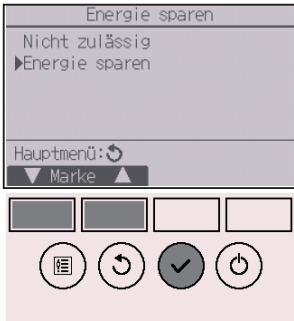 Energie sparen
Nicht zulässig
▶Energie sparen
Hauptmenü:
▼ Marke ▲